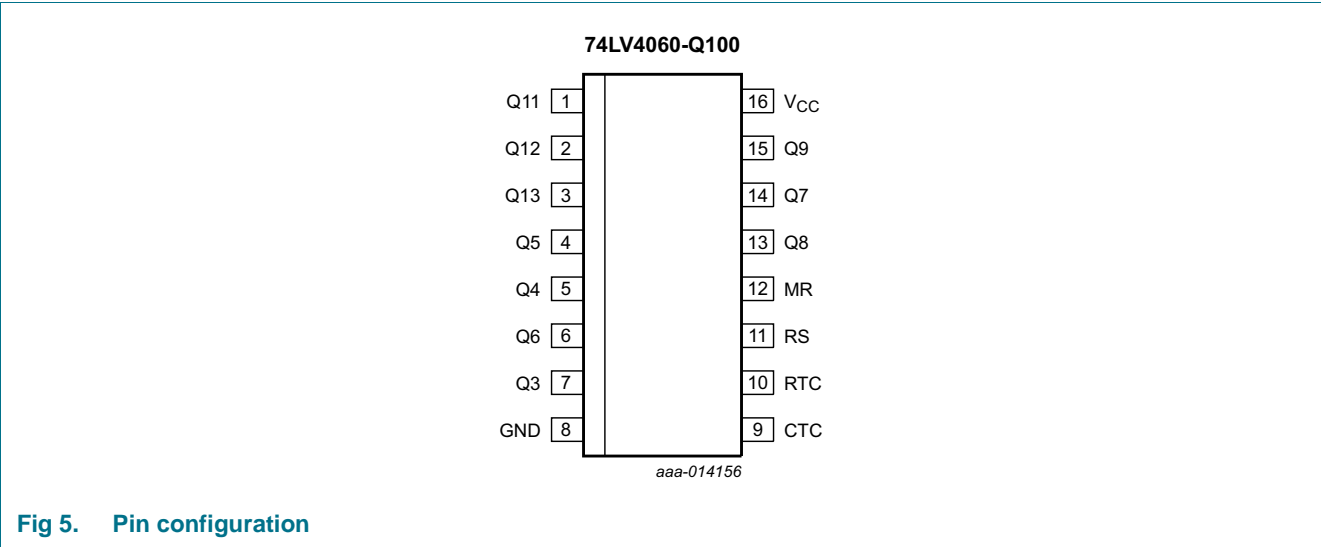 74LV4060-Q100
Q11 1 16 VCC
Q12 2 15 Q9
Q13 3 14 Q7
Q5 4 13 Q8
Q4 5 12 MR
Q6 6 11 RS
Q3 7 10 RTC
GND 8 9 CTC
aaa-014156
Fig 5. Pin configuration